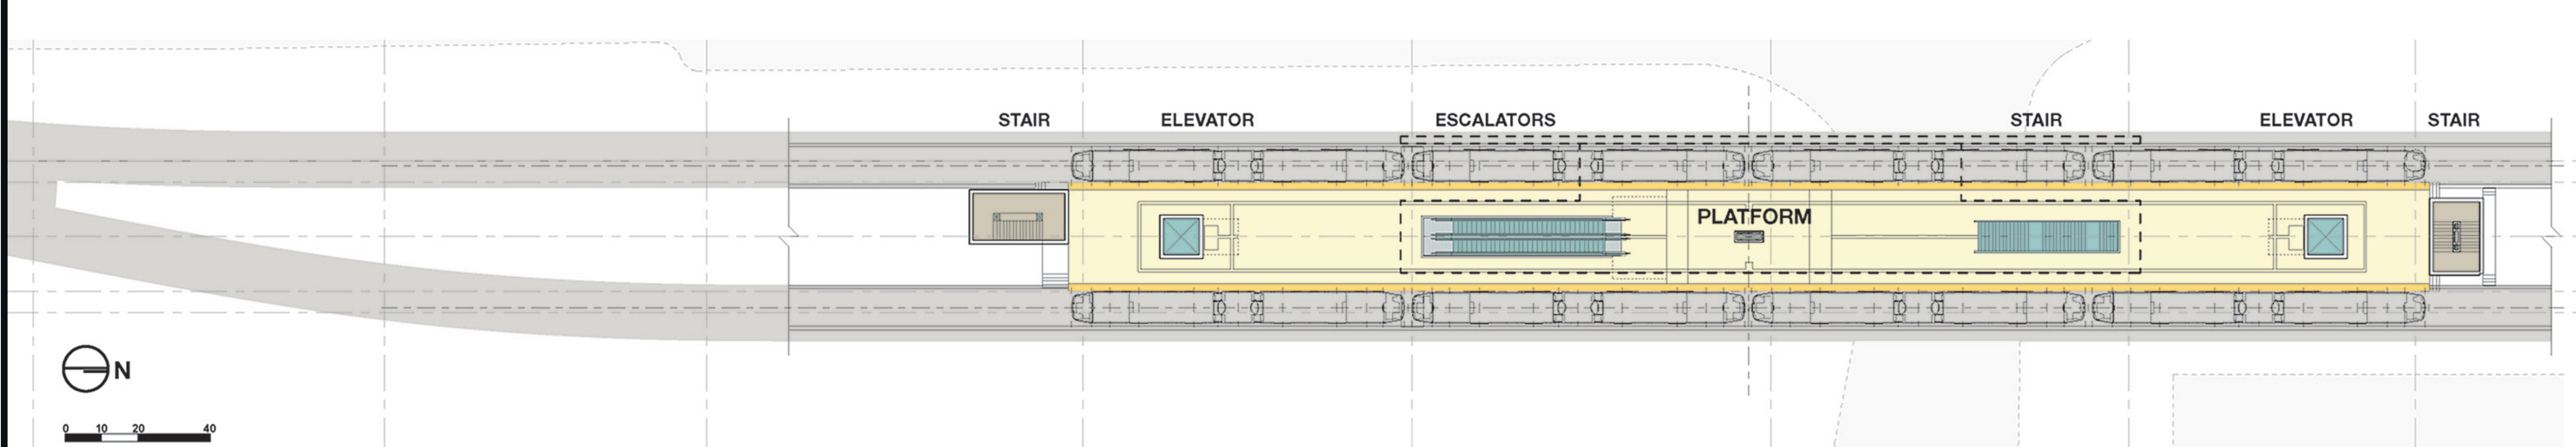 STAIR ELEVATOR ESCALATORS STAIR ELEVATOR STAIR
PLATFORM
N
0 10 20 40